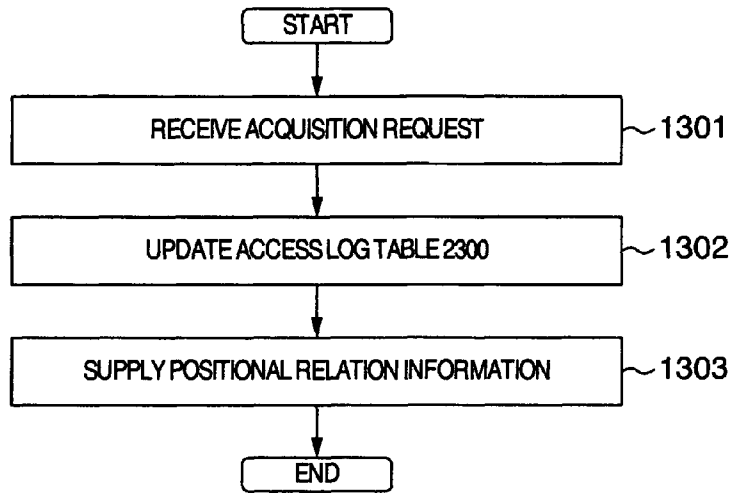 START
RECEIVE ACQUISITION REQUEST
1301
UPDATE ACCESS LOG TABLE 2300
1302
SUPPLY POSITIONAL RELATION INFORMATION
1303
END